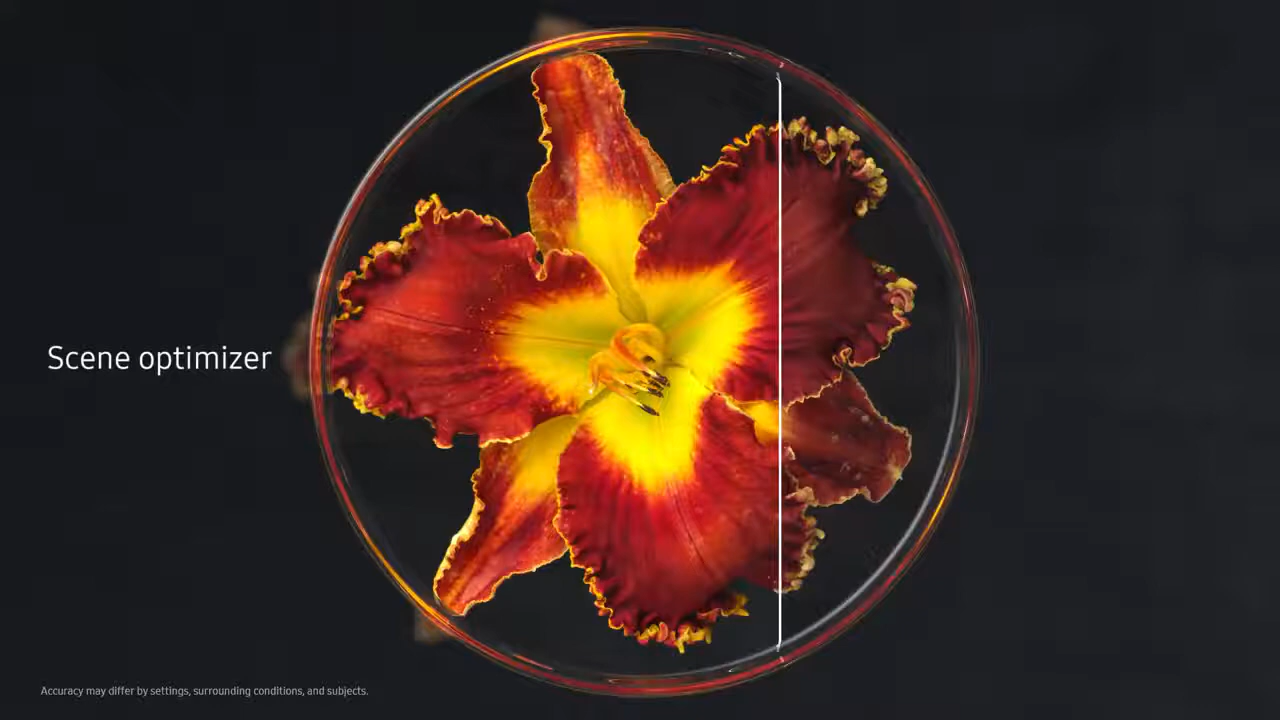 Scene optimizer
Accuracy may differ by settings, surrounding conditions, and subjects.